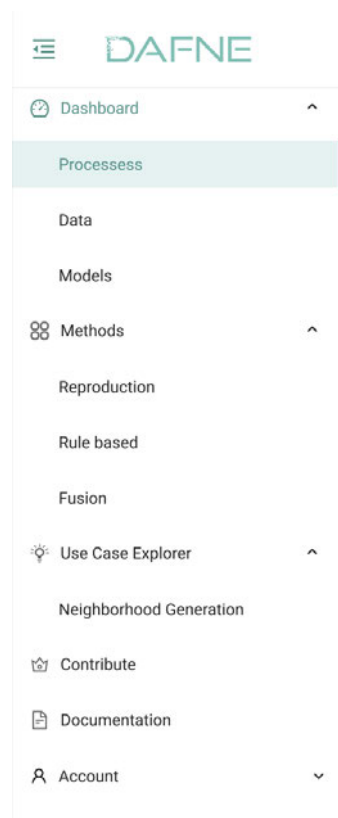 DAFNE
Dashboard
Processess
Data
Models
Methods
Reproduction
Rule based
Fusion
Use Case Explorer
Neighborhood Generation
Contribute
Documentation
Account